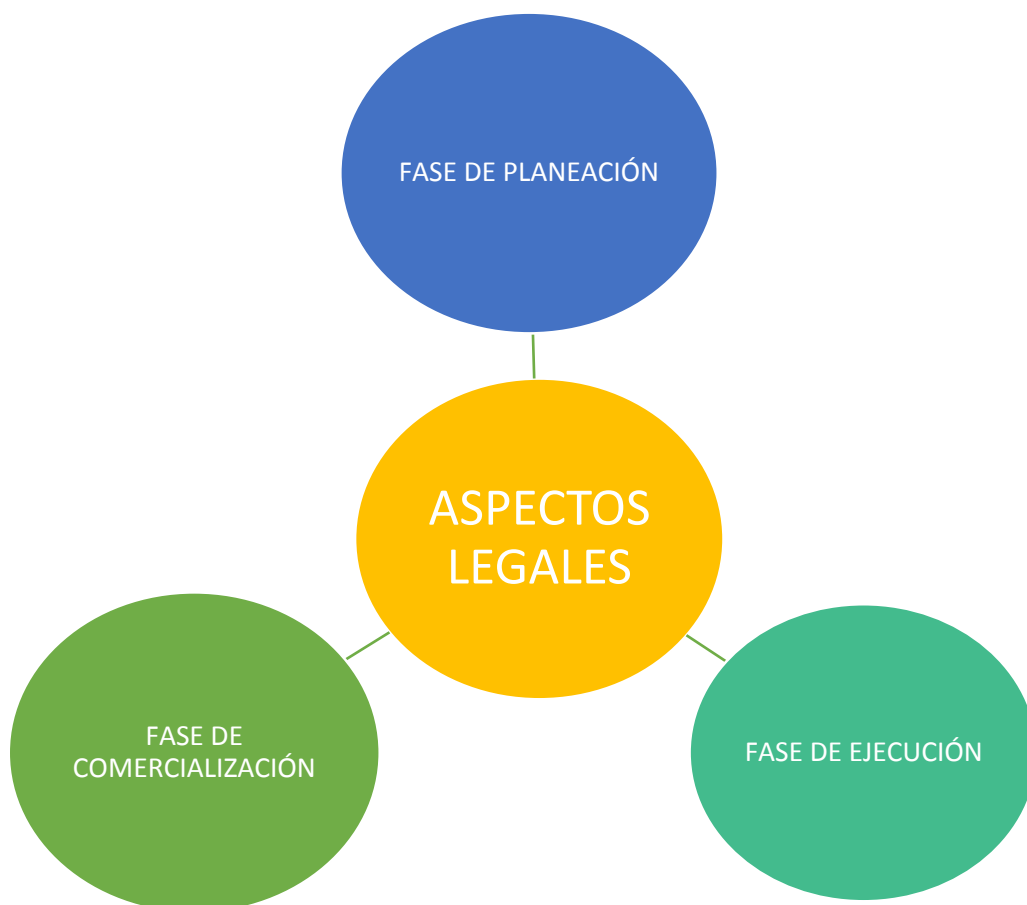 FASE DE PLANEACIÓN
ASPECTOS
LEGALES
FASE DE
COMERCIALIZACIÓN
FASE DE EJECUCIÓN